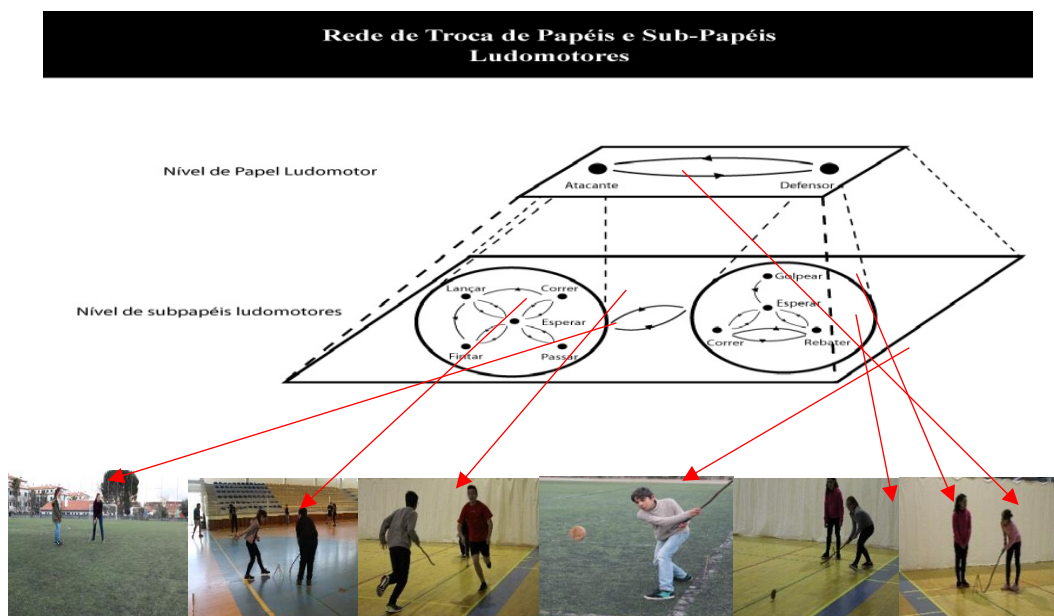 Rede de Troca de Papéis e Sub-Papéis
Ludomotores
Nível de Papel Ludomotor
Atacante
Defensor
Nível de subpapéis ludomotores
Lançar
Correr
Esperar
Fintar
Passar
Golpear
Esperar
Correr
Rebater